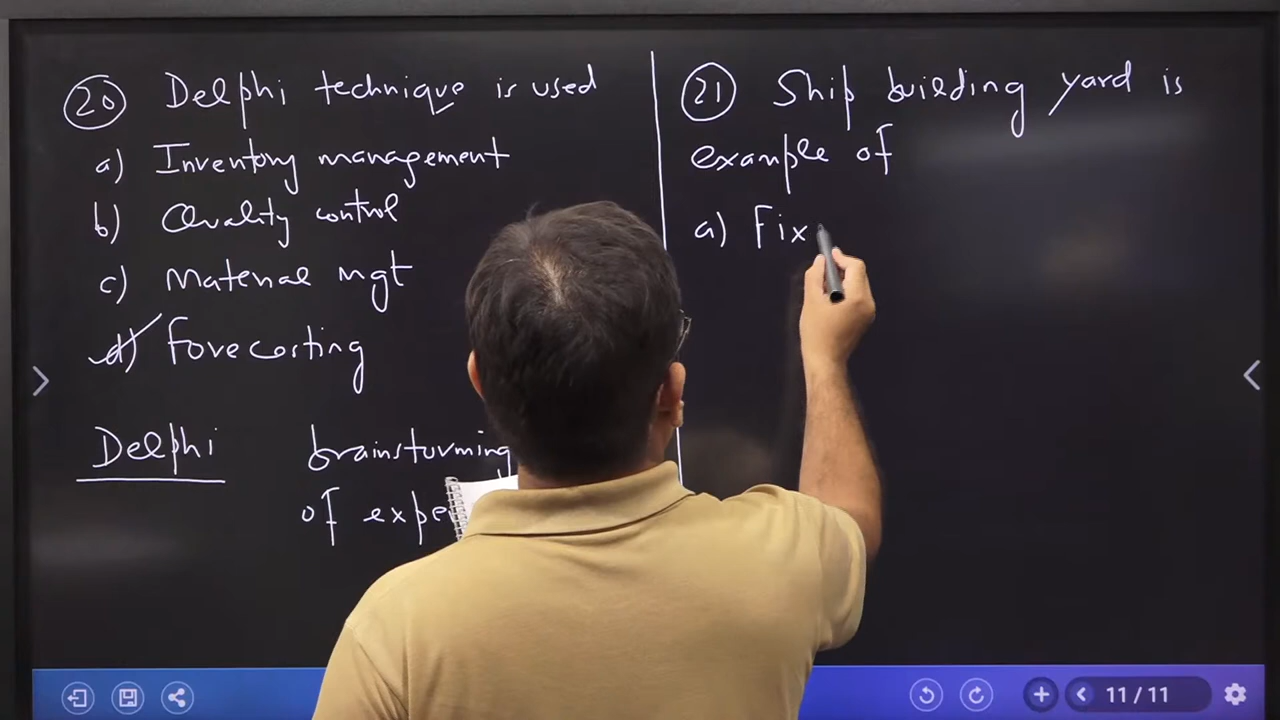 20 Delphi technique is used
a) Inventory management
b) Quality control
c) Material mgt
d) Forecasting
Delphi brainstorming
of expe
21 Ship building yard is
example of
a) Fix
11/11